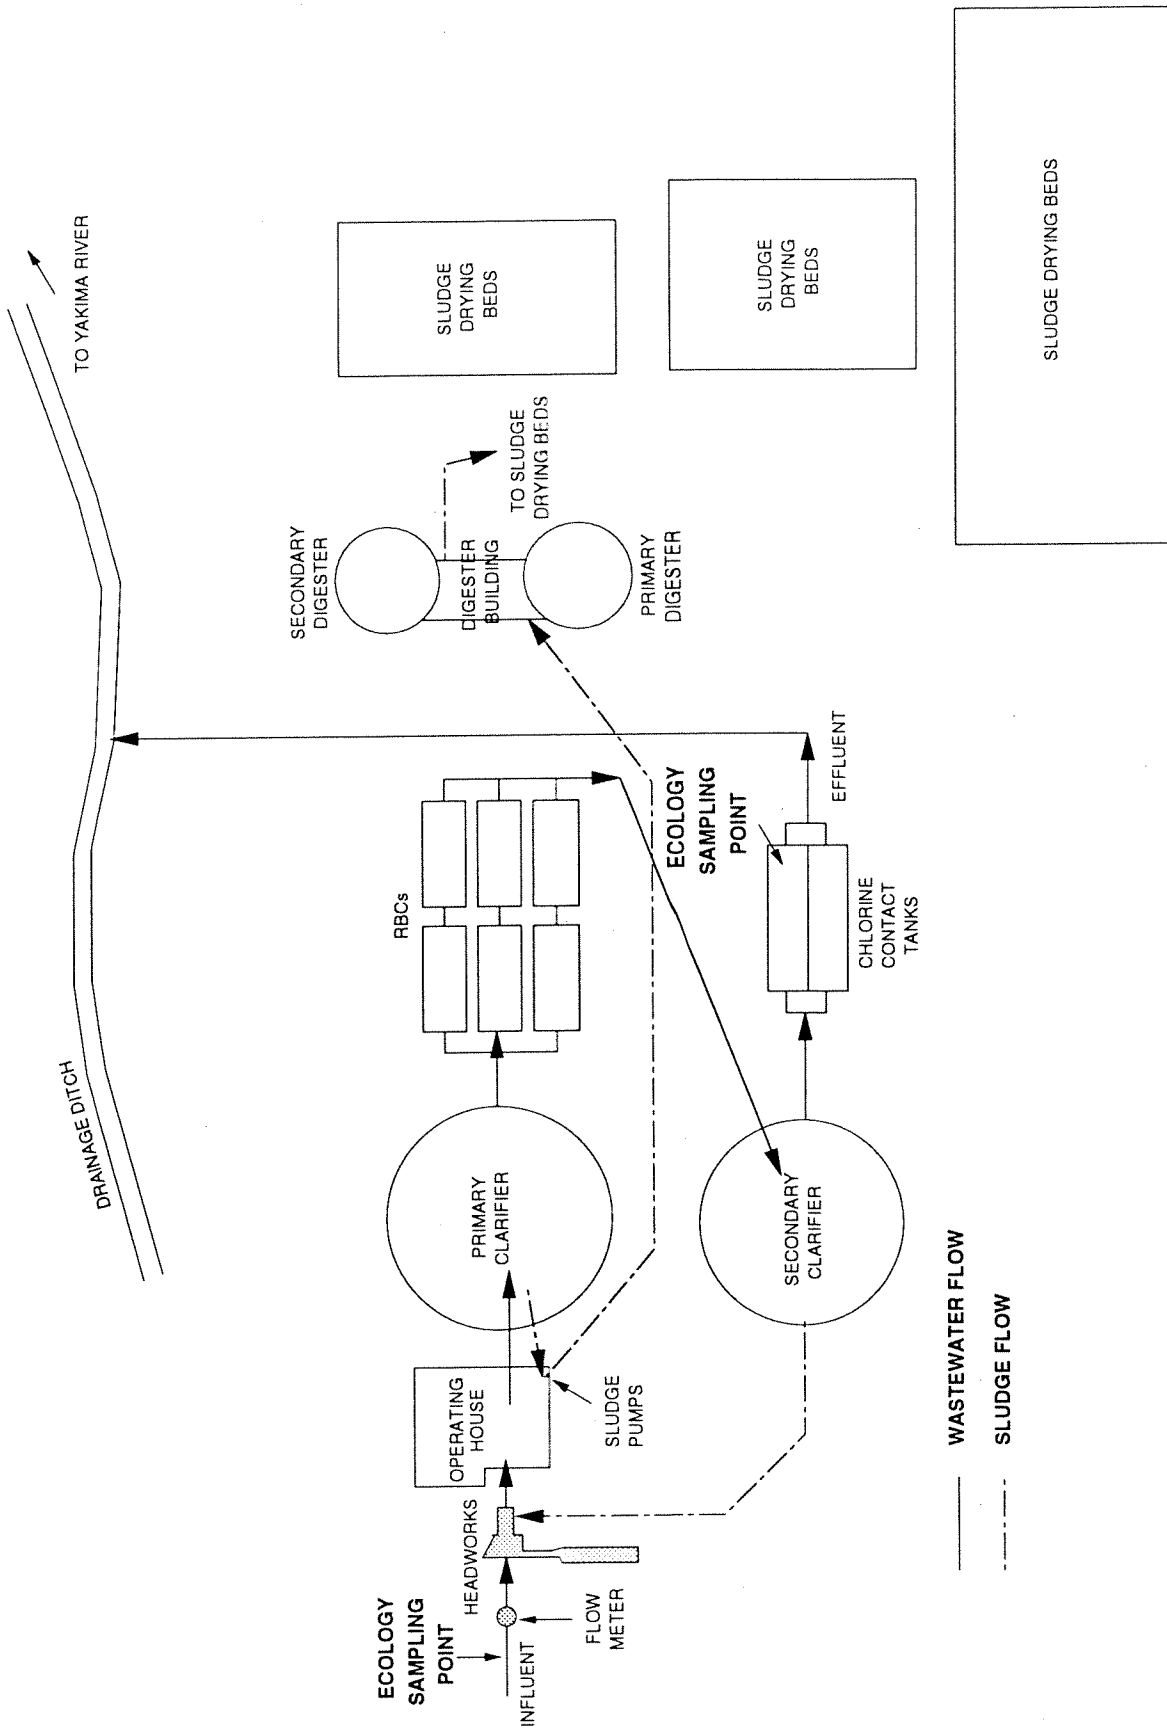 DRAINAGE DITCH
TO YAKIMA RIVER
ECOLOGY
SAMPLING
POINT
INFLUENT
FLOW
METER
HEADWORKS
OPERATING
HOUSE
SLUDGE
PUMPS
PRIMARY
CLARIFIER
RBCs
SECONDARY
CLARIFIER
CHLORINE
CONTACT
TANKS
ECOLOGY
SAMPLING
POINT
EFFLUENT
SECONDARY
DIGESTER
DIGESTER
BUILDING
PRIMARY
DIGESTER
TO SLUDGE
DRYING BEDS
SLUDGE
DRYING
BEDS
SLUDGE
DRYING
BEDS
SLUDGE DRYING BEDS
WASTEWATER FLOW
SLUDGE FLOW